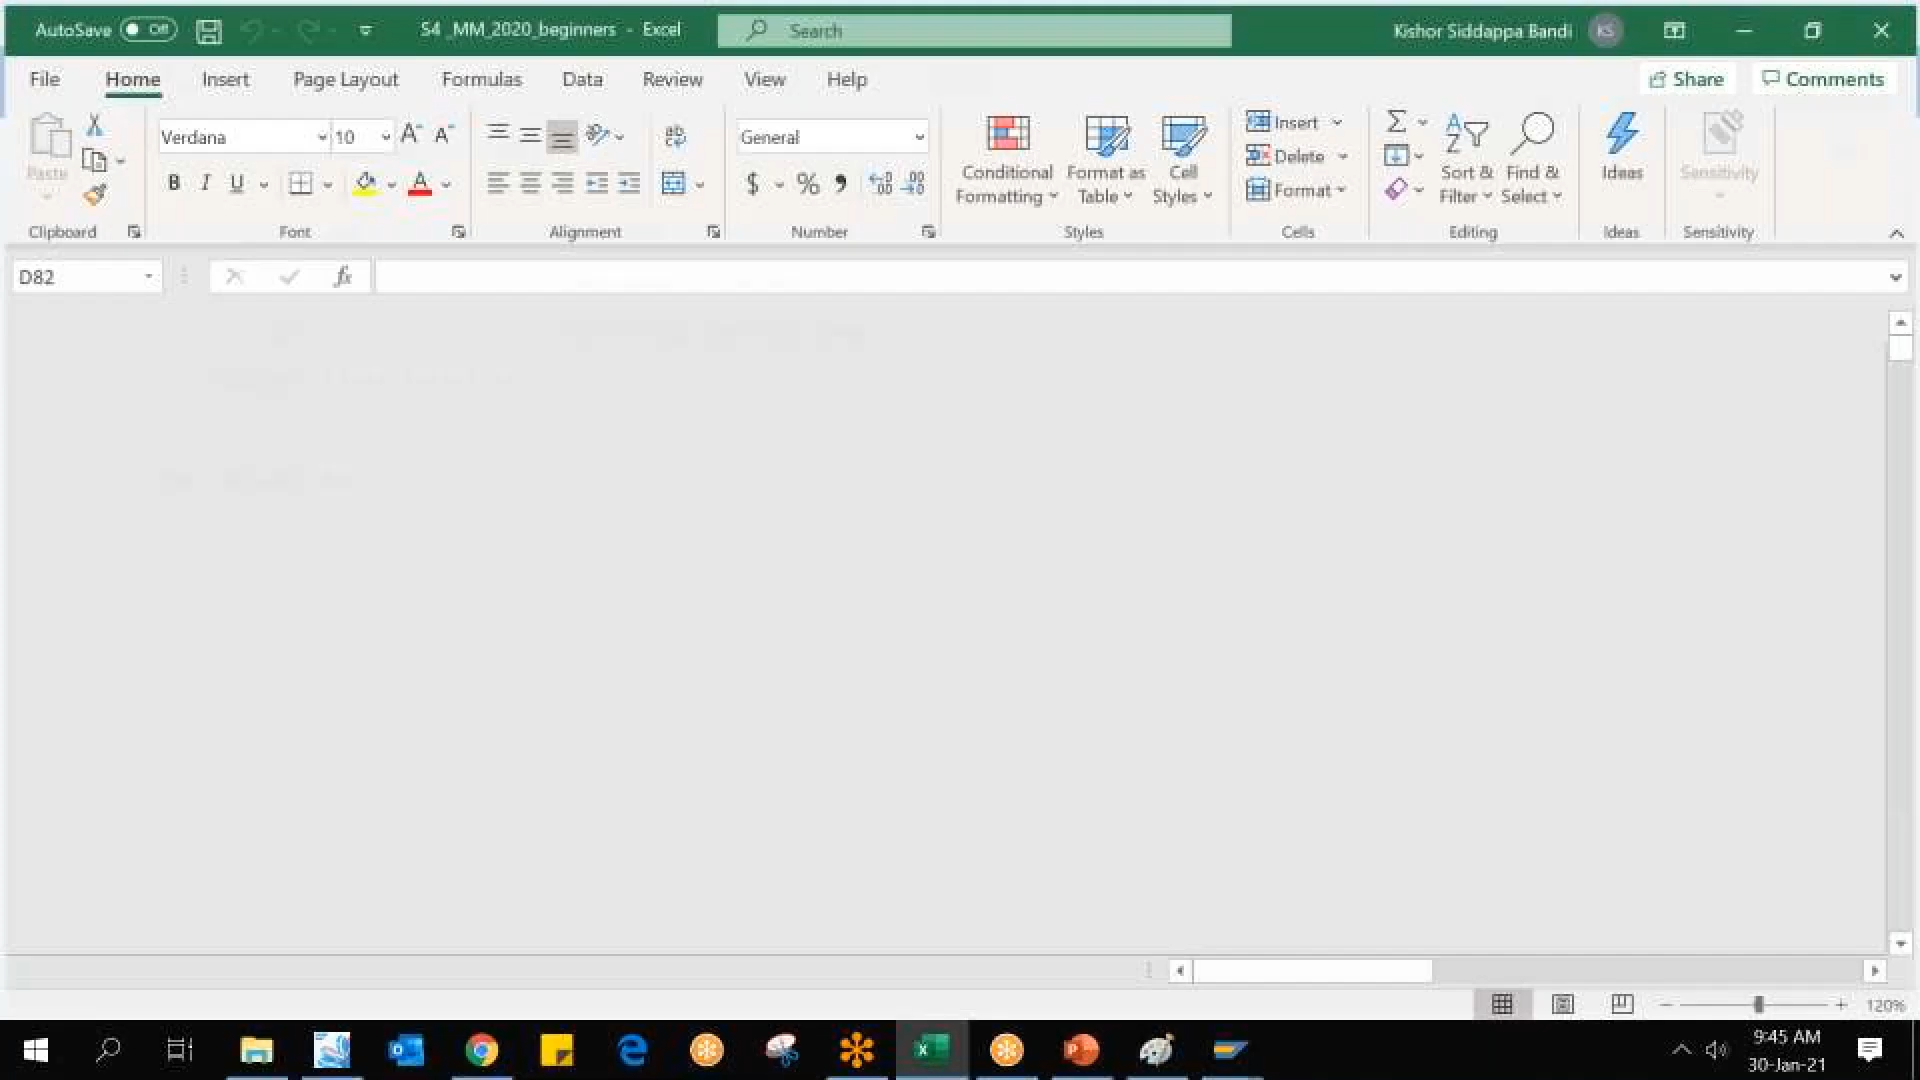 AutoSave Off S4 _MM_2020_beginners - Excel Search Kishor Siddappa Bandi KS
File Home Insert Page Layout Formulas Data Review View Help Share Comments
Paste Verdana 10 General Conditional Formatting Format as Table Cell Styles Insert Delete Format Sort & Filter Find & Select Ideas Sensitivity
Clipboard Font Alignment Number Styles Cells Editing Ideas Sensitivity
D82 fx
120%
9:45 AM
30-Jan-21